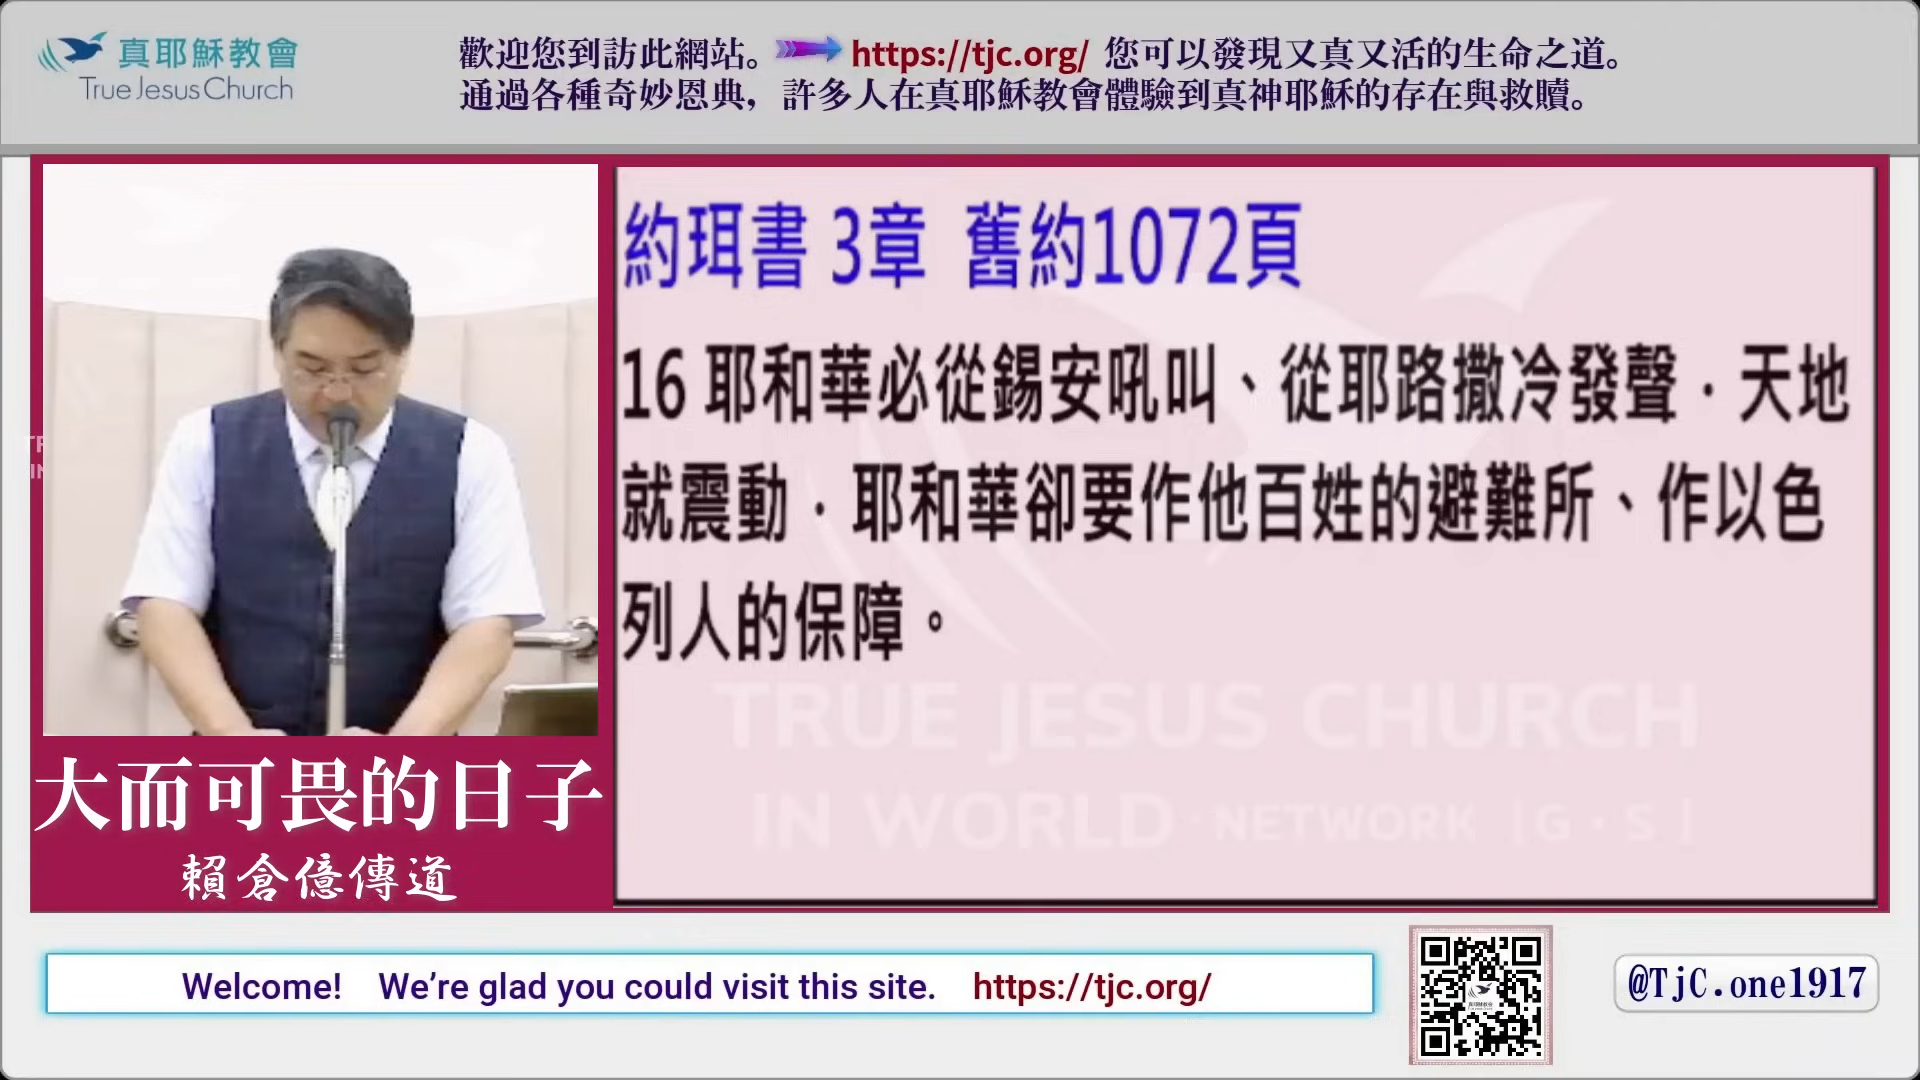 真耶穌教會
True Jesus Church
歡迎您到訪此網站。 https://tjc.org/ 您可以發現又真又活的生命之道。
通過各種奇妙恩典，許多人在真耶穌教會體驗到真神耶穌的存在與救贖。
約珥書 3章 舊約1072頁
16 耶和華必從錫安吼叫、從耶路撒冷發聲．天地
就震動．耶和華卻要作他百姓的避難所、作以色
列人的保障。
TRUE JESUS CHURCH
IN WORLD · NETWORK [G · S]
大而可畏的日子
賴倉億傳道
Welcome! We’re glad you could visit this site. https://tjc.org/
@TjC.one1917